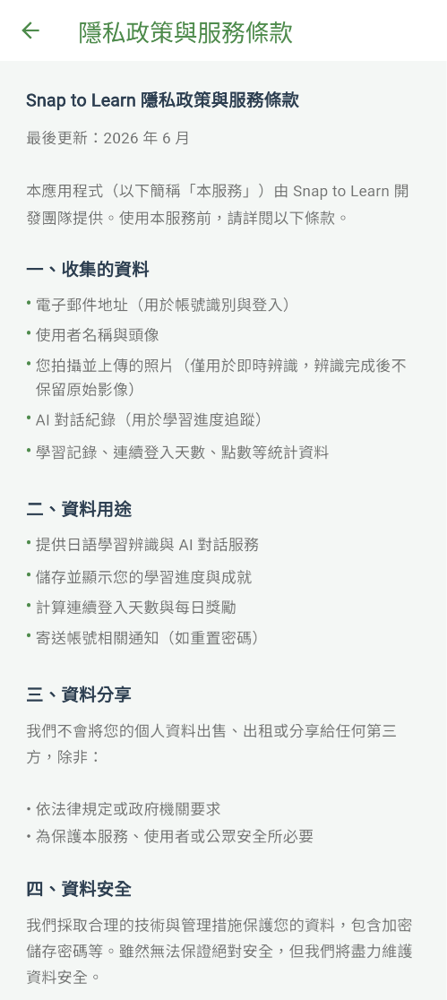 隱私政策與服務條款
Snap to Learn 隱私政策與服務條款
最後更新：2026 年 6 月
本應用程式（以下簡稱「本服務」）由 Snap to Learn 開
發團隊提供。使用本服務前，請詳閱以下條款。
一、收集的資料
• 電子郵件地址（用於帳號識別與登入）
• 使用者名稱與頭像
• 您拍攝並上傳的照片（僅用於即時辨識，辨識完成後不
保留原始影像）
• AI 對話紀錄（用於學習進度追蹤）
• 學習記錄、連續登入天數、點數等統計資料
二、資料用途
• 提供日語學習辨識與 AI 對話服務
• 儲存並顯示您的學習進度與成就
• 計算連續登入天數與每日獎勵
• 寄送帳號相關通知（如重置密碼）
三、資料分享
我們不會將您的個人資料出售、出租或分享給任何第三
方，除非：
• 依法律規定或政府機關要求
• 為保護本服務、使用者或公眾安全所必要
四、資料安全
我們採取合理的技術與管理措施保護您的資料，包含加密
儲存密碼等。雖然無法保證絕對安全，但我們將盡力維護
資料安全。